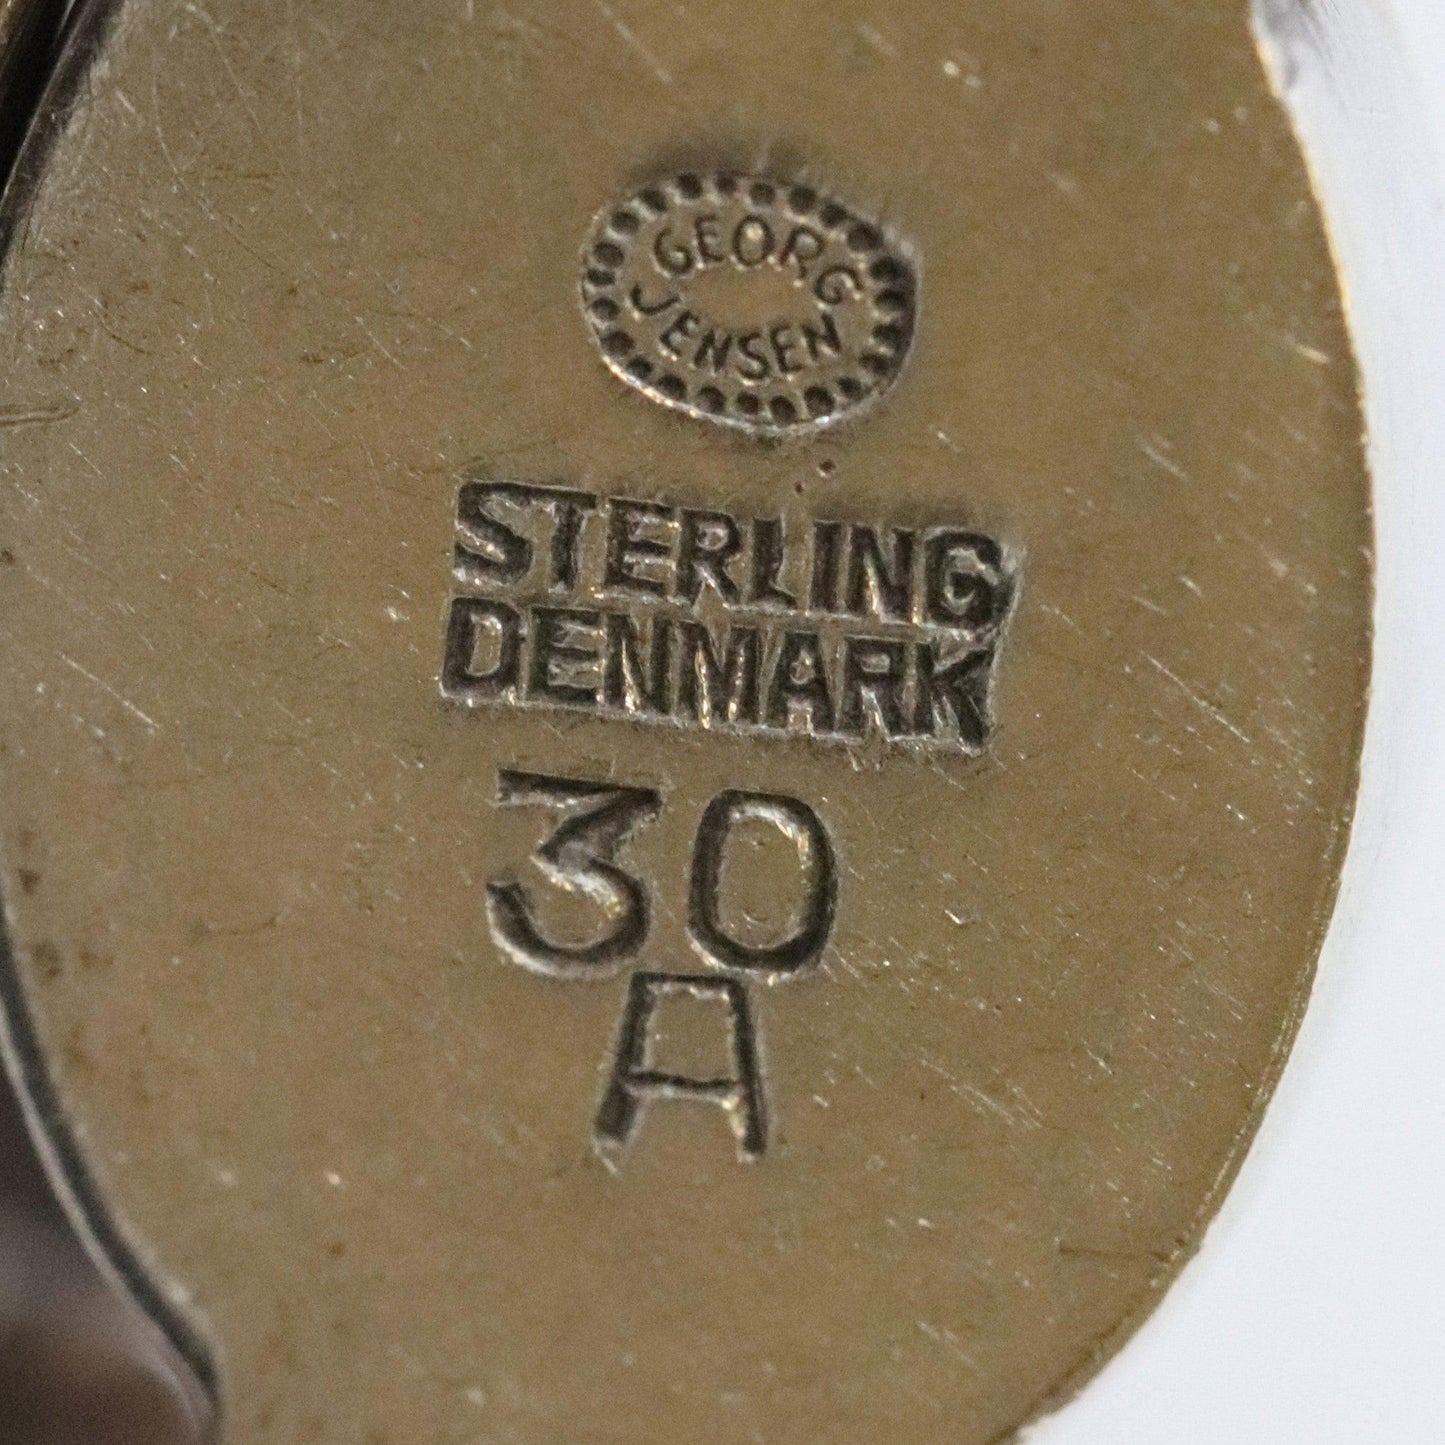 GEORG
JENSEN
STERLING
DENMARK
30
A